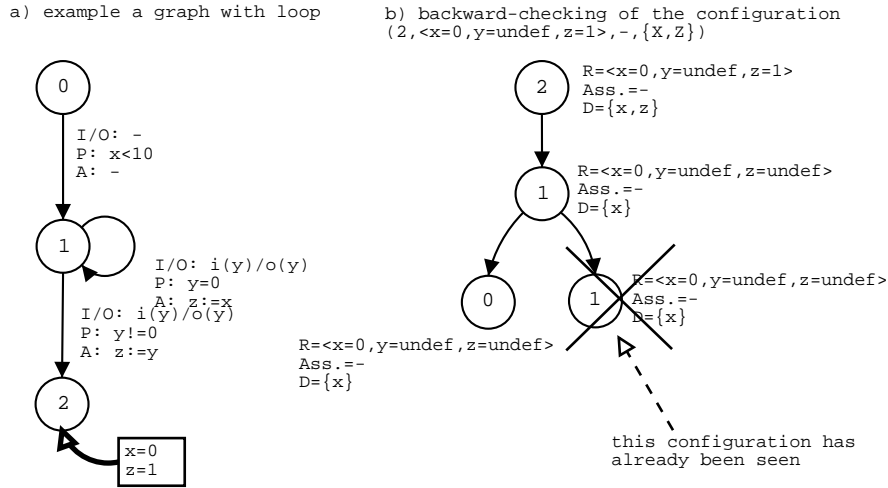 a) example a graph with loop
0
I/O: -
P: x<10
A: -
1
I/O: i(y)/o(y)
P: y=0
A: z:=x
I/O: i(y)/o(y)
P: y!=0
A: z:=y
2
x=0
z=1
b) backward-checking of the configuration
(2,<x=0,y=undef,z=1>,-,{X,Z})
2
R=<x=0,y=undef,z=1>
Ass.=-
D={x,z}
1
R=<x=0,y=undef,z=undef>
Ass.=-
D={x}
0
R=<x=0,y=undef,z=undef>
Ass.=-
D={x}
1
R=<x=0,y=undef,z=undef>
Ass.=-
D={x}
this configuration has
already been seen